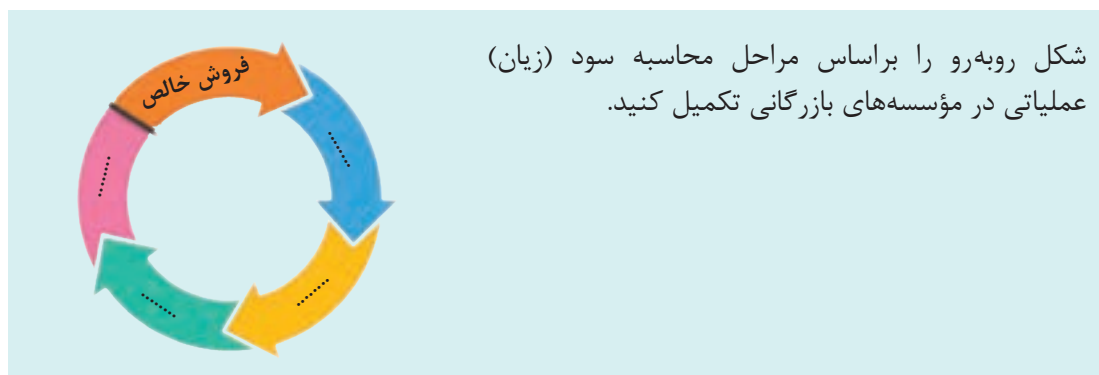 شکل روبه‌رو را براساس مراحل محاسبه سود (زیان)
عملیاتی در مؤسسه‌های بازرگانی تکمیل کنید.
فروش خالص
........
........
........
........